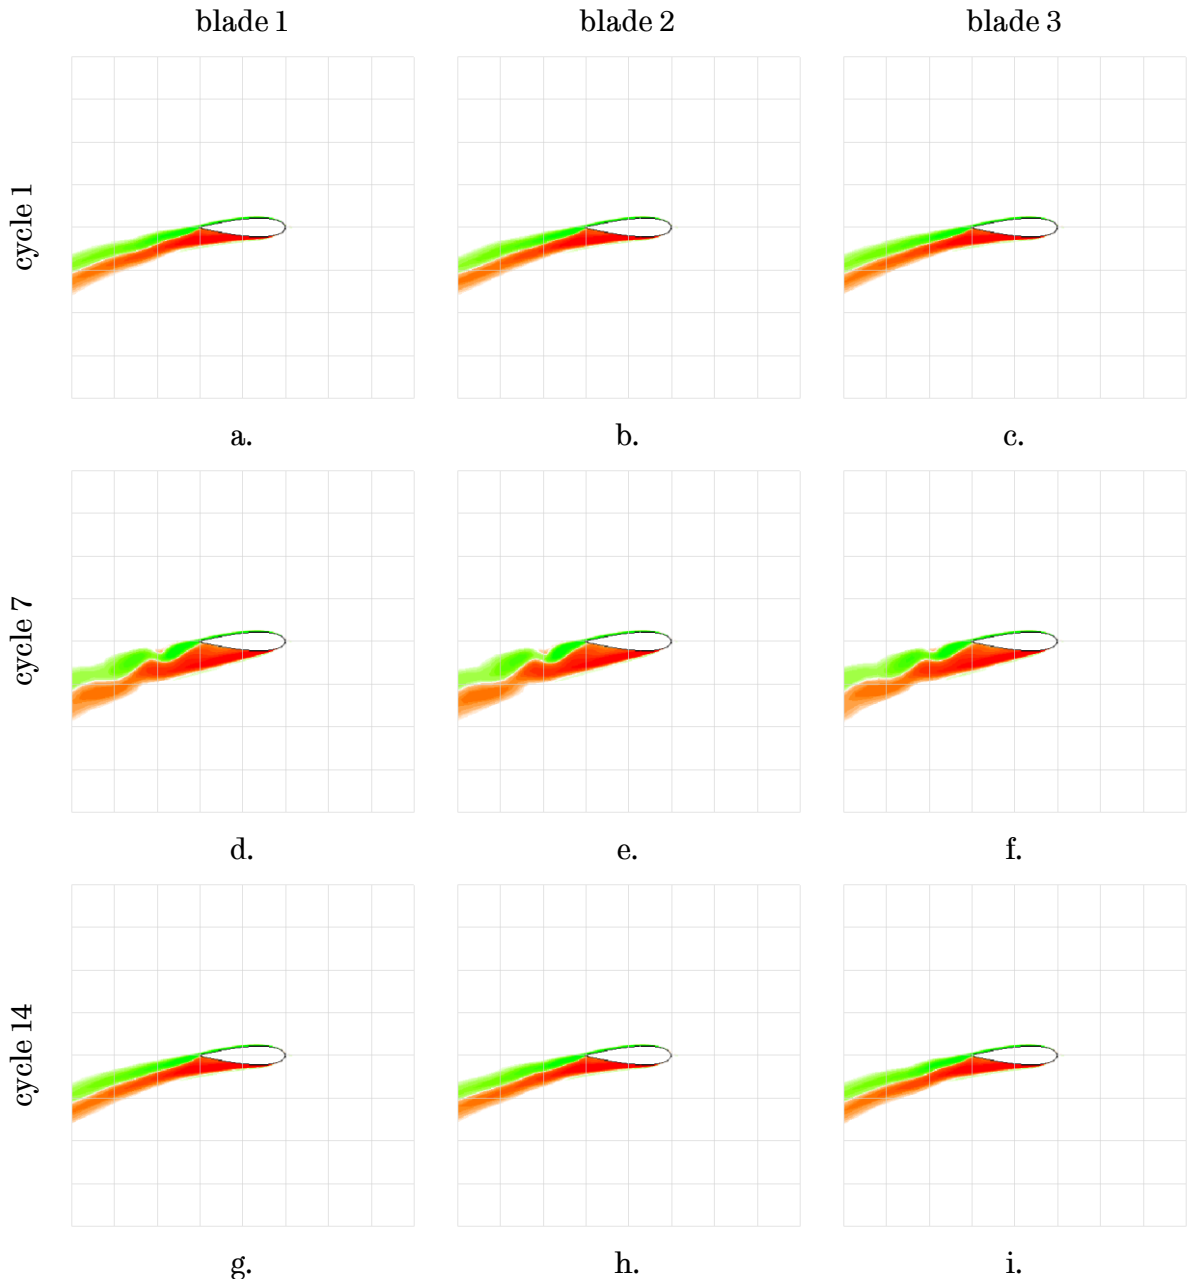 blade 1 blade 2 blade 3
cycle 1
a. b. c.
cycle 7
d. e. f.
cycle 14
g. h. i.